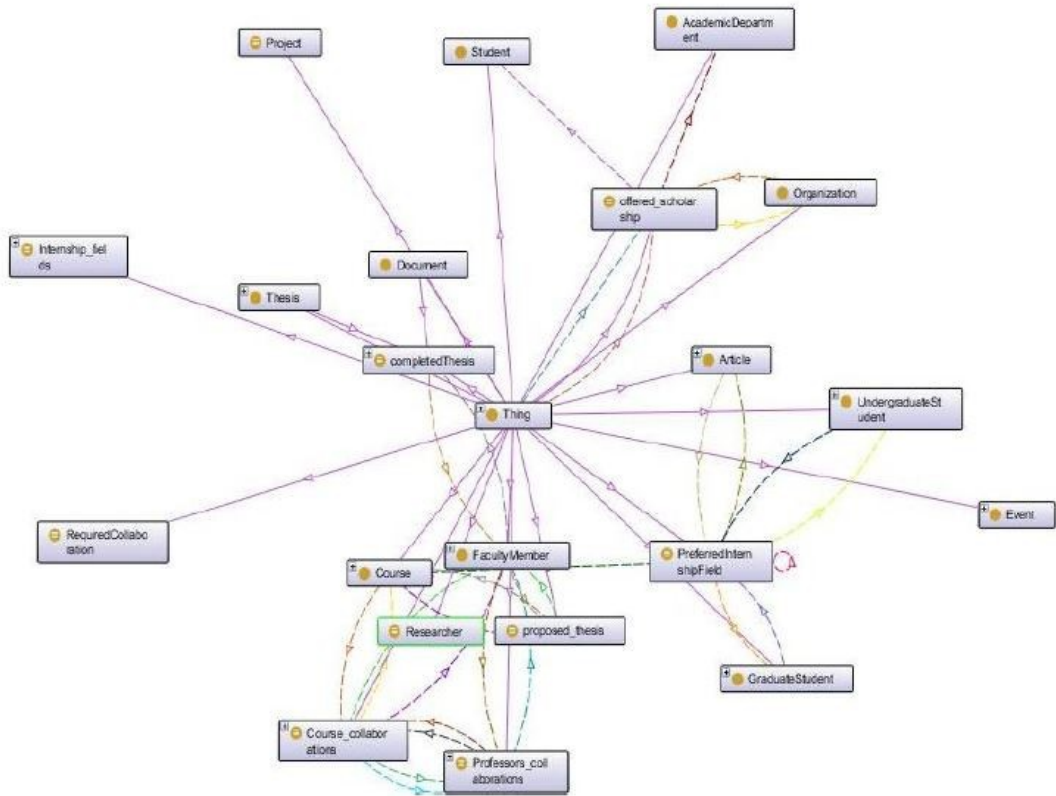 Project
Student
AcademicDepartm
ent
offered_scholar
ship
Organization
Internship_fiel
ds
Document
Thesis
completedThesis
Article
Thing
UndergraduateSt
udent
Event
RequiredCollabo
ration
FacultyMember
PreferredIntern
shipField
Course
Researcher
proposed_thesis
GraduateStudent
Course_collabor
ations
Professors_coll
aborations